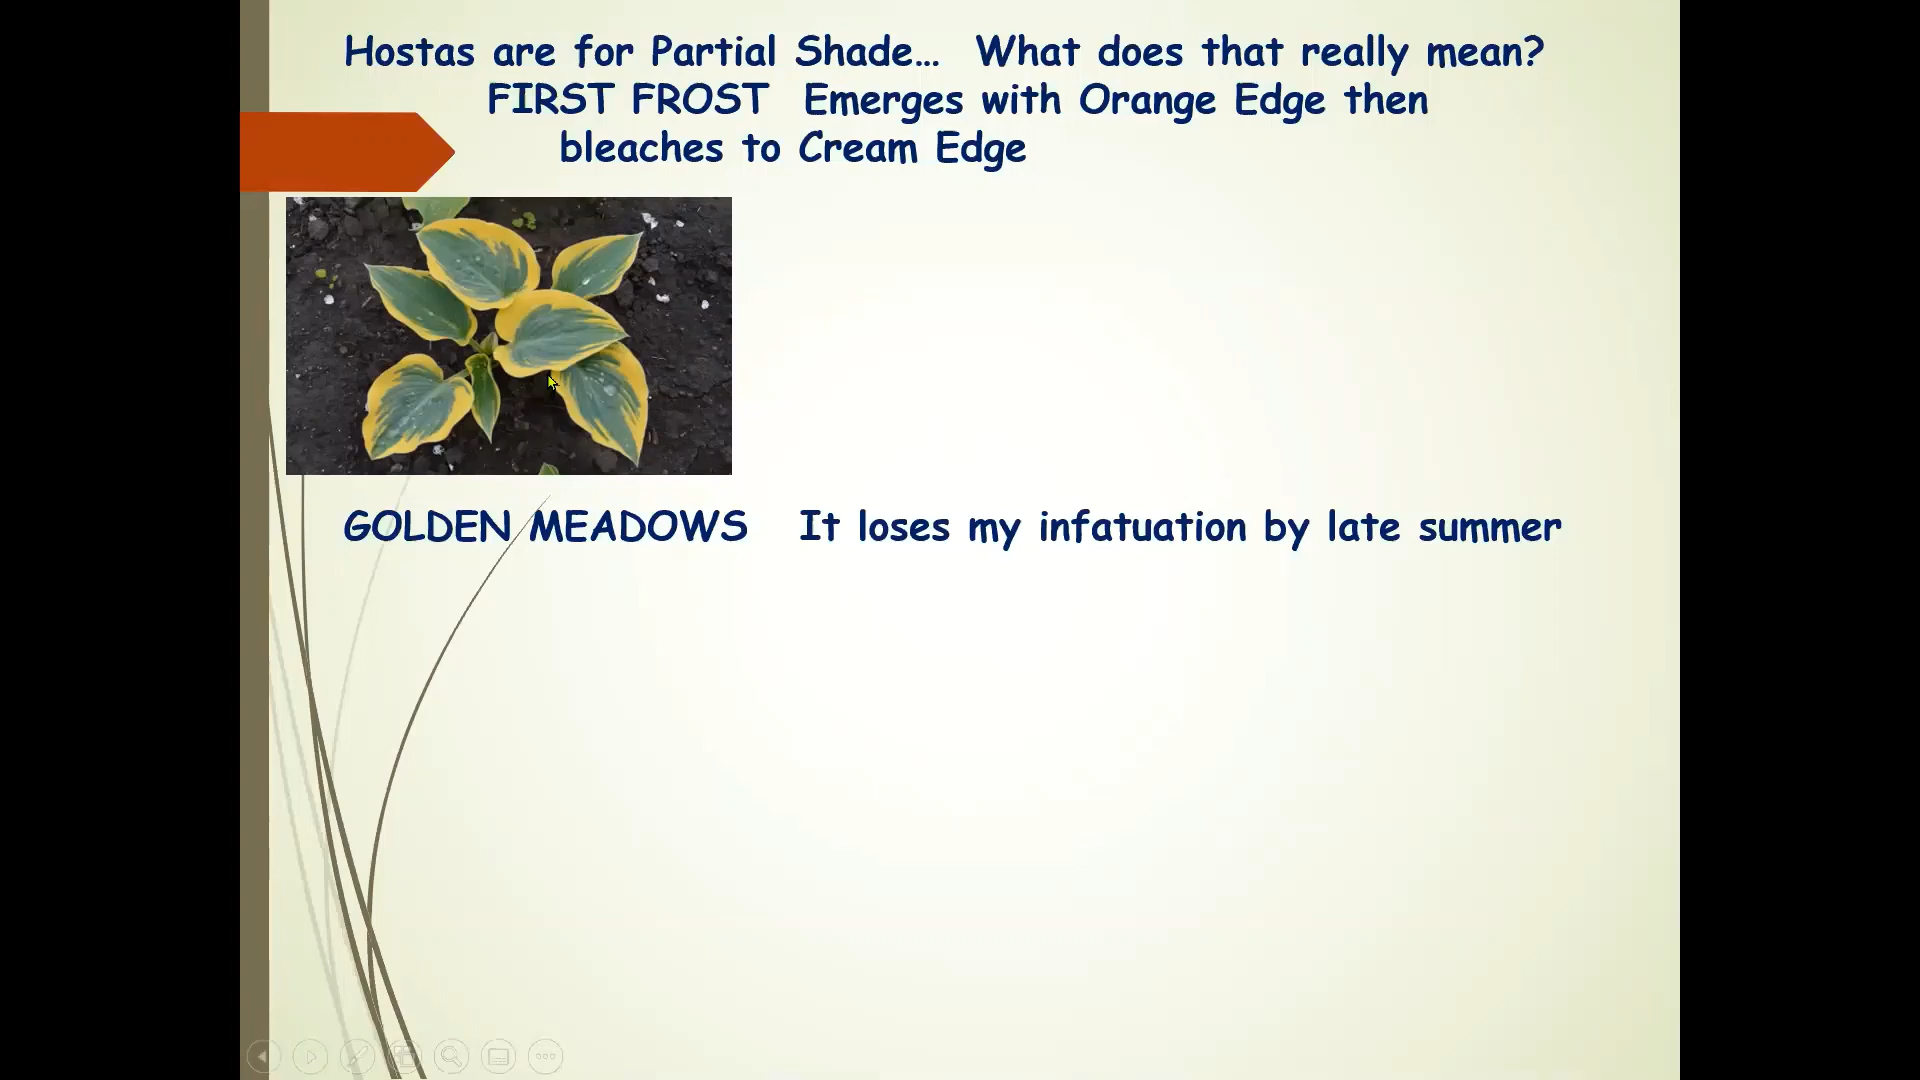 Hostas are for Partial Shade... What does that really mean?
FIRST FROST Emerges with Orange Edge then
bleaches to Cream Edge
GOLDEN MEADOWS It loses my infatuation by late summer